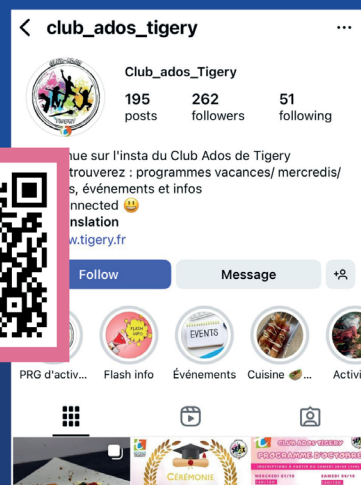 club_ados_tigery
Club_ados_Tigery
195 262 51
posts followers following
nue sur l'insta du Club Ados de Tigery
trouverez : programmes vacances/ mercredis/
s, événements et infos
nnected 😃
nslation
w.tigery.fr
Follow Message
FLASH INFO
EVENTS
PRG d'activ... Flash info Événements Cuisine 🥙... Activi
CÉRÉMONIE
CLUB ADOS TIGERY
PROGRAMME D'OCTOBRE